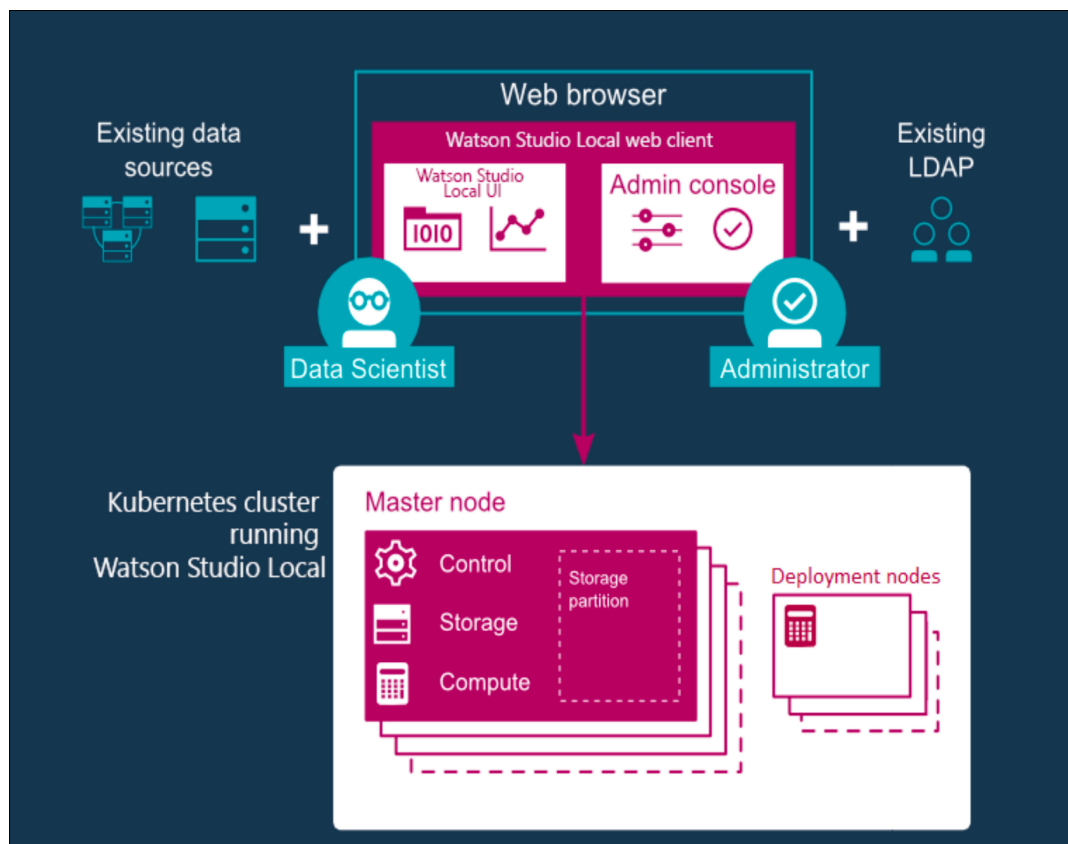 Web browser
Existing data
sources
Watson Studio Local web client
Existing
LDAP
Watson Studio
Local UI
1010
Admin console
Data Scientist
Administrator
Kubernetes cluster
running
Watson Studio Local
Master node
Control
Storage
Compute
Storage
partition
Deployment nodes